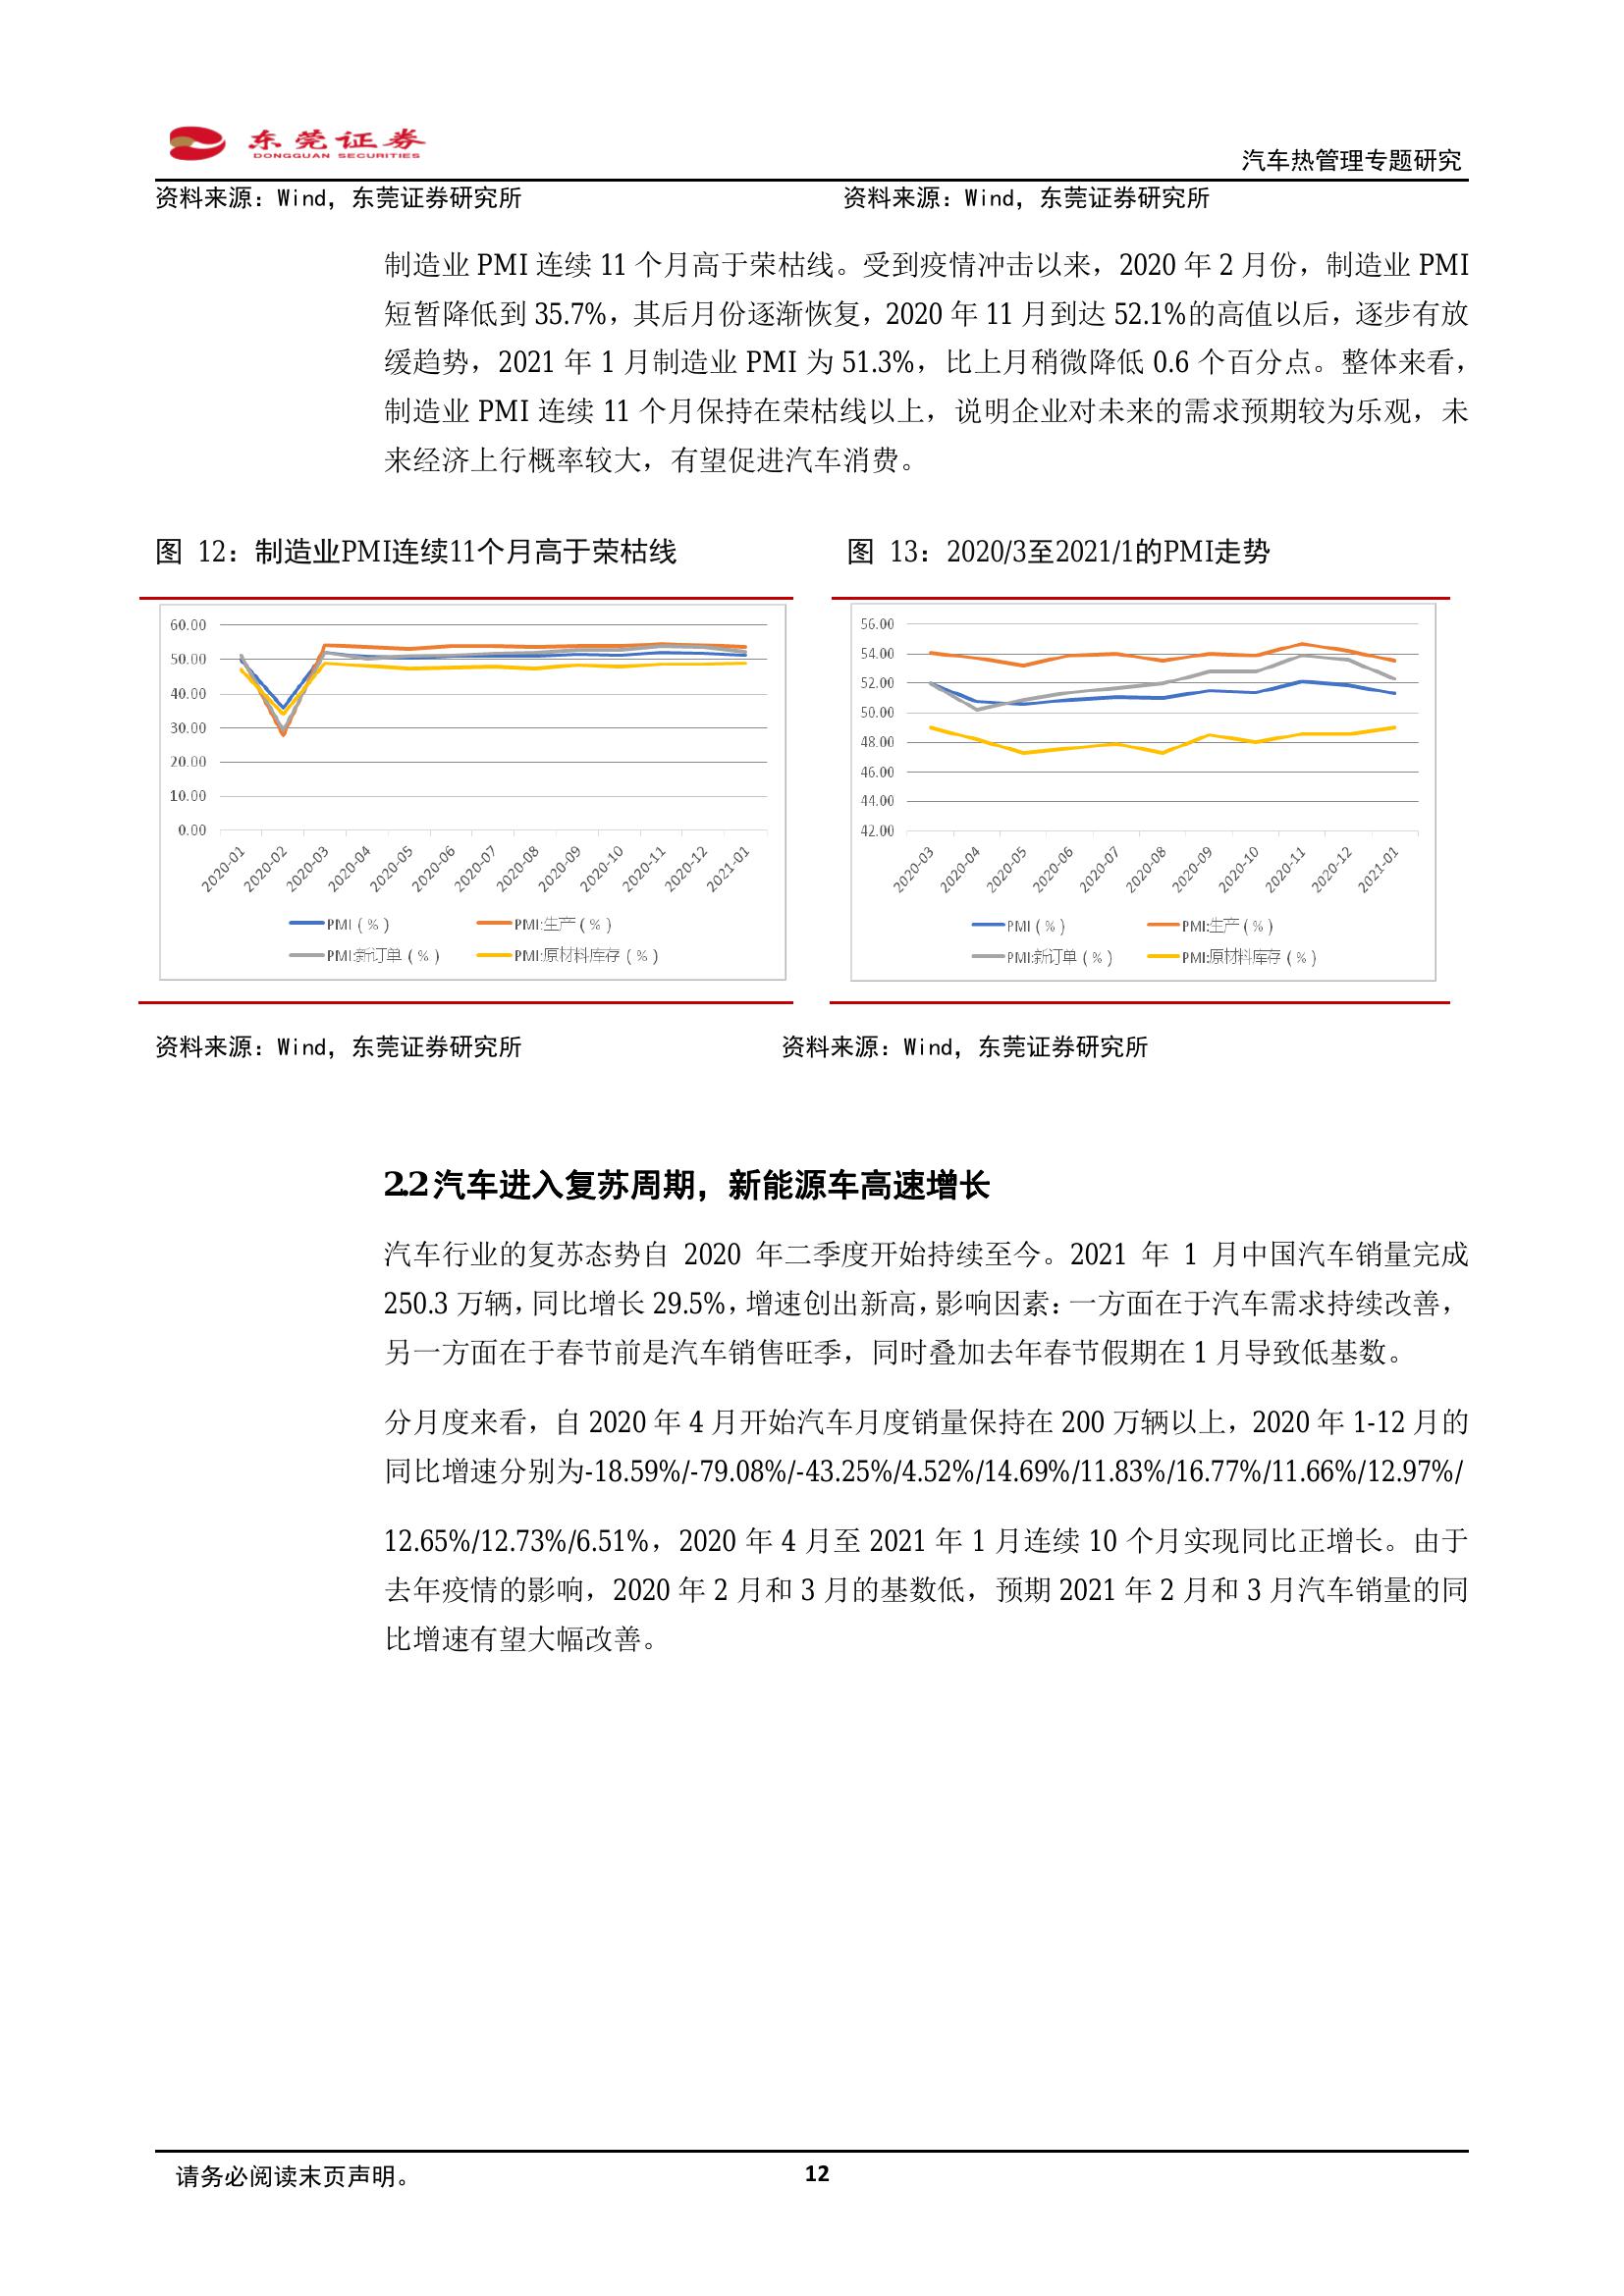 东莞证券
DONGGUAN SECURITIES
汽车热管理专题研究
资料来源：Wind，东莞证券研究所
资料来源：Wind，东莞证券研究所
制造业 PMI 连续 11 个月高于荣枯线。受到疫情冲击以来，2020 年 2 月份，制造业 PMI
短暂降低到 35.7%，其后月份逐渐恢复，2020 年 11 月到达 52.1%的高值以后，逐步有放
缓趋势，2021 年 1 月制造业 PMI 为 51.3%，比上月稍微降低 0.6 个百分点。整体来看，
制造业 PMI 连续 11 个月保持在荣枯线以上，说明企业对未来的需求预期较为乐观，未
来经济上行概率较大，有望促进汽车消费。
图 12：制造业PMI连续11个月高于荣枯线
图 13：2020/3至2021/1的PMI走势
60.00
50.00
40.00
30.00
20.00
10.00
0.00
2020-01
2020-02
2020-03
2020-04
2020-05
2020-06
2020-07
2020-08
2020-09
2020-10
2020-11
2020-12
2021-01
PMI（%）
PMI:生产（%）
PMI:新订单（%）
PMI:原材料库存（%）
56.00
54.00
52.00
50.00
48.00
46.00
44.00
42.00
2020-03
2020-04
2020-05
2020-06
2020-07
2020-08
2020-09
2020-10
2020-11
2020-12
2021-01
PMI（%）
PMI:生产（%）
PMI:新订单（%）
PMI:原材料库存（%）
资料来源：Wind，东莞证券研究所
资料来源：Wind，东莞证券研究所
2.2 汽车进入复苏周期，新能源车高速增长
汽车行业的复苏态势自 2020 年二季度开始持续至今。2021 年 1 月中国汽车销量完成
250.3 万辆，同比增长 29.5%，增速创出新高，影响因素：一方面在于汽车需求持续改善，
另一方面在于春节前是汽车销售旺季，同时叠加去年春节假期在 1 月导致低基数。
分月度来看，自 2020 年 4 月开始汽车月度销量保持在 200 万辆以上，2020 年 1-12 月的
同比增速分别为-18.59%/-79.08%/-43.25%/4.52%/14.69%/11.83%/16.77%/11.66%/12.97%/
12.65%/12.73%/6.51%，2020 年 4 月至 2021 年 1 月连续 10 个月实现同比正增长。由于
去年疫情的影响，2020 年 2 月和 3 月的基数低，预期 2021 年 2 月和 3 月汽车销量的同
比增速有望大幅改善。
请务必阅读末页声明。
12